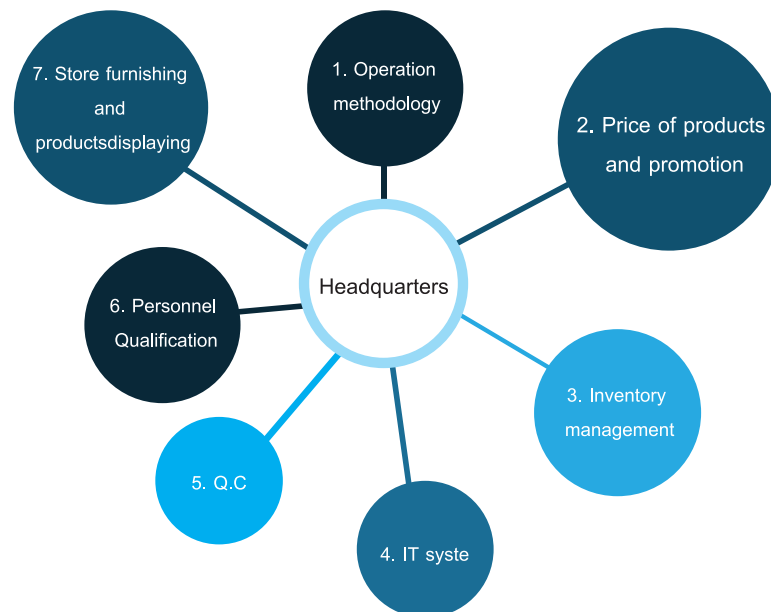 1. Operation
methodology
2. Price of products
and promotion
3. Inventory
management
4. IT syste
5. Q.C
6. Personnel
Qualification
7. Store furnishing
and
productsdisplaying
Headquarters